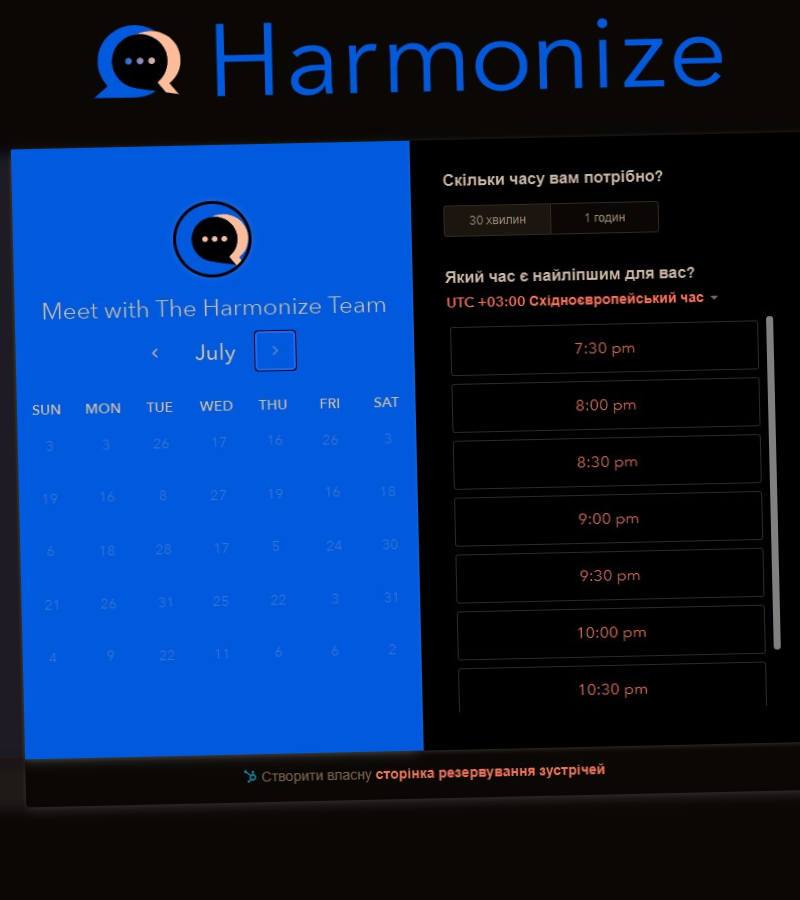 Harmonize
Meet with The Harmonize Team
July
SUN MON TUE WED THU FRI SAT
3 3 26 17 16 26 3
19 16 8 27 19 16 18
6 18 28 17 5 24 30
21 26 31 25 22 3 31
4 9 22 11 6 6 2
Скільки часу вам потрібно?
30 хвилин 1 годин
Який час є найліпшим для вас?
UTC +03:00 Східноєвропейський час
7:30 pm
8:00 pm
8:30 pm
9:00 pm
9:30 pm
10:00 pm
10:30 pm
Створити власну сторінка резервування зустрічей